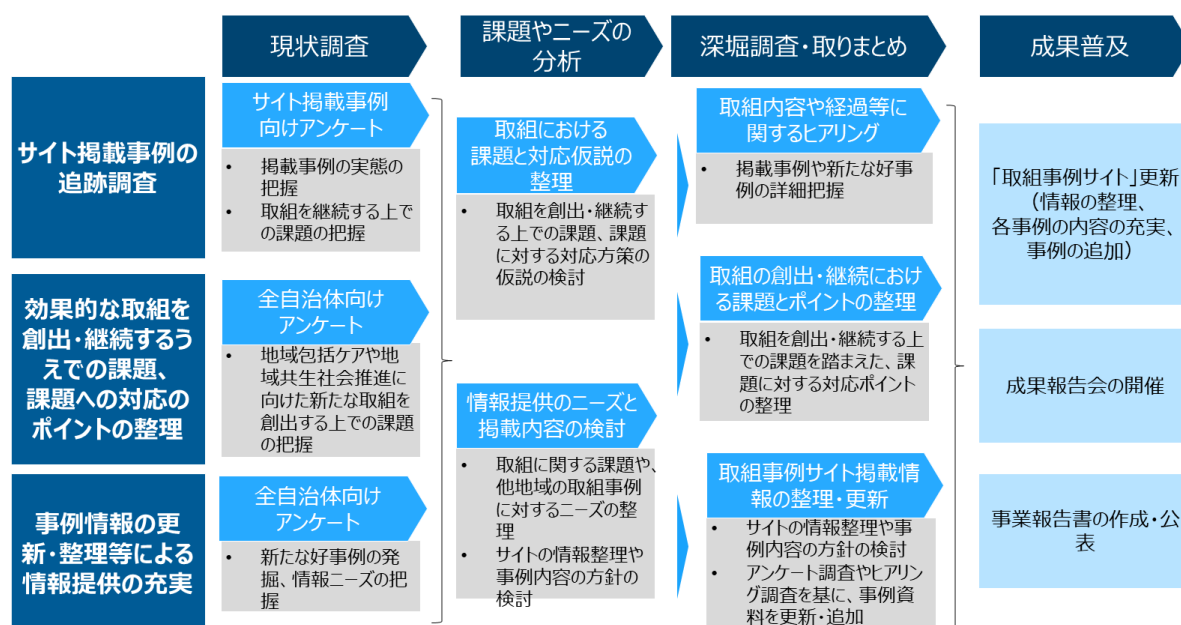 現状調査
課題やニーズの
分析
深堀調査・取りまとめ
成果普及
サイト掲載事例の
追跡調査
効果的な取組を
創出・継続するう
えでの課題、
課題への対応の
ポイントの整理
事例情報の更
新・整理等による
情報提供の充実
サイト掲載事例
向けアンケート
• 掲載事例の実態の
把握
• 取組を継続する上
での課題の把握
全自治体向け
アンケート
• 地域包括ケアや地
域共生社会推進に
向けた新たな取組を
創出する上での課題
の把握
全自治体向け
アンケート
• 新たな好事例の発
掘、情報ニーズの把
握
取組における
課題と対応仮説の
整理
• 取組を創出・継続す
る上での課題、課題
に対する対応方策の
仮説の検討
情報提供のニーズと
掲載内容の検討
• 取組に関する課題や、
他地域の取組事例
に対するニーズの整
理
• サイトの情報整理や
事例内容の方針の
検討
取組内容や経過等に
関するヒアリング
• 掲載事例や新たな好事
例の詳細把握
取組の創出・継続におけ
る課題とポイントの整理
• 取組を創出・継続する上
での課題を踏まえた、課
題に対する対応ポイント
の整理
取組事例サイト掲載情
報の整理・更新
• サイトの情報整理や事
例内容の方針の検討
• アンケート調査やヒアリン
グ調査を基に、事例資
料を更新・追加
「取組事例サイト」更新
（情報の整理、
各事例の内容の充実、
事例の追加）
成果報告会の開催
事業報告書の作成・公
表